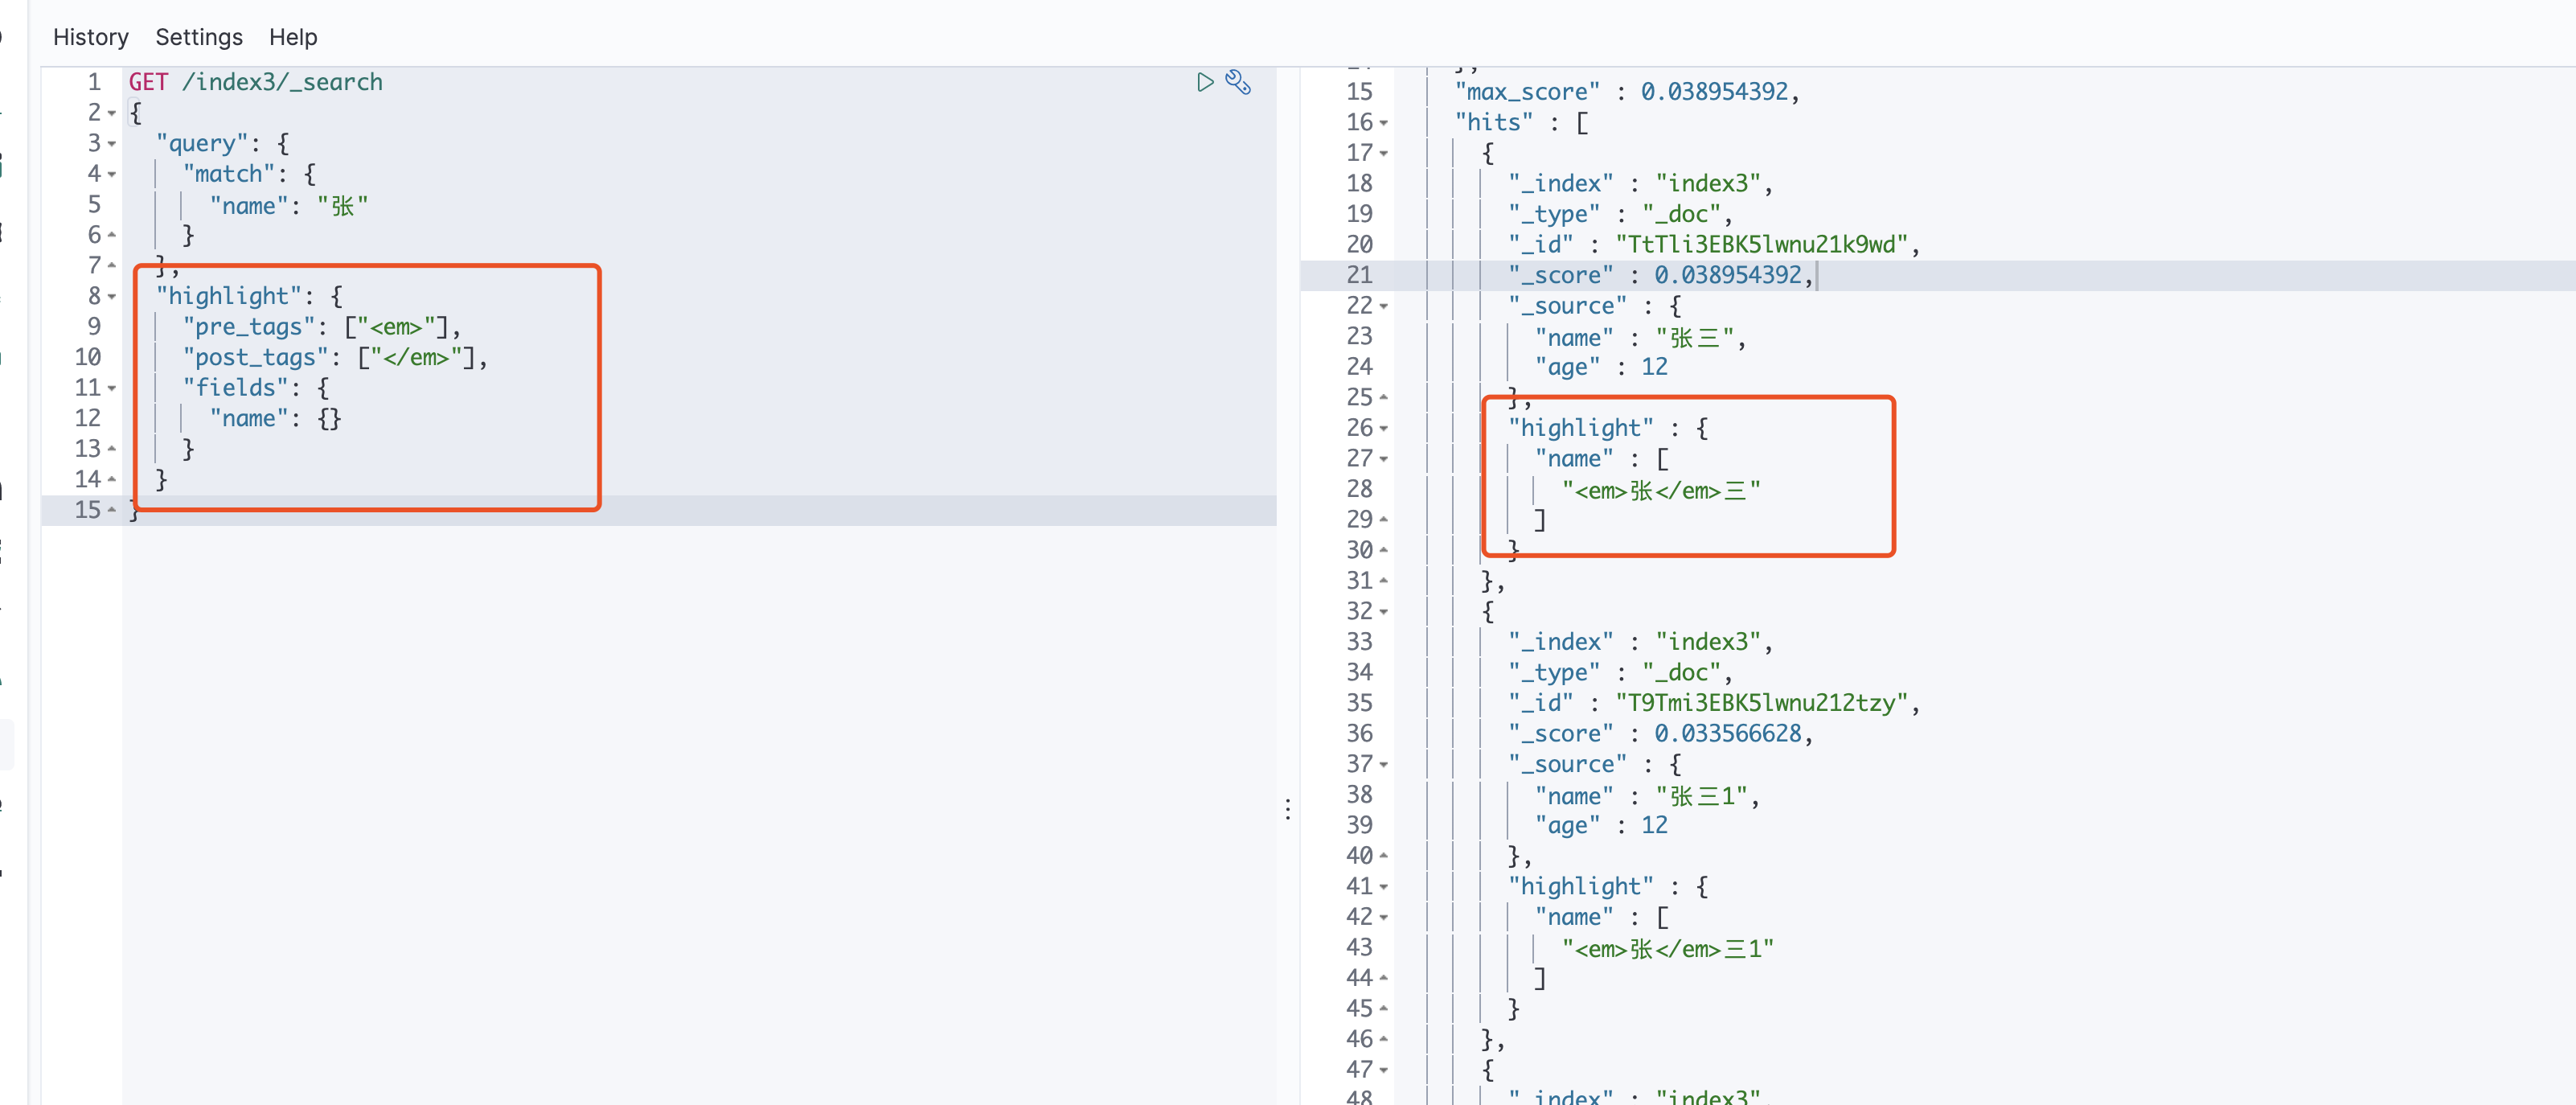 History Settings Help
1 GET /index3/_search
2 {
3 "query": {
4 "match": {
5 "name": "张"
6 }
7 },
8 "highlight": {
9 "pre_tags": ["<em>"],
10 "post_tags": ["</em>"],
11 "fields": {
12 "name": {}
13 }
14 }
15 }
15 "max_score" : 0.038954392,
16 "hits" : [
17 {
18 "_index" : "index3",
19 "_type" : "_doc",
20 "_id" : "TtTli3EBK5lwnu21k9wd",
21 "_score" : 0.038954392,
22 "_source" : {
23 "name" : "张三",
24 "age" : 12
25 },
26 "highlight" : {
27 "name" : [
28 "<em>张</em>三"
29 ]
30 }
31 },
32 {
33 "_index" : "index3",
34 "_type" : "_doc",
35 "_id" : "T9Tmi3EBK5lwnu212tzy",
36 "_score" : 0.033566628,
37 "_source" : {
38 "name" : "张三1",
39 "age" : 12
40 },
41 "highlight" : {
42 "name" : [
43 "<em>张</em>三1"
44 ]
45 }
46 },
47 {
48 "_index" : "index3",